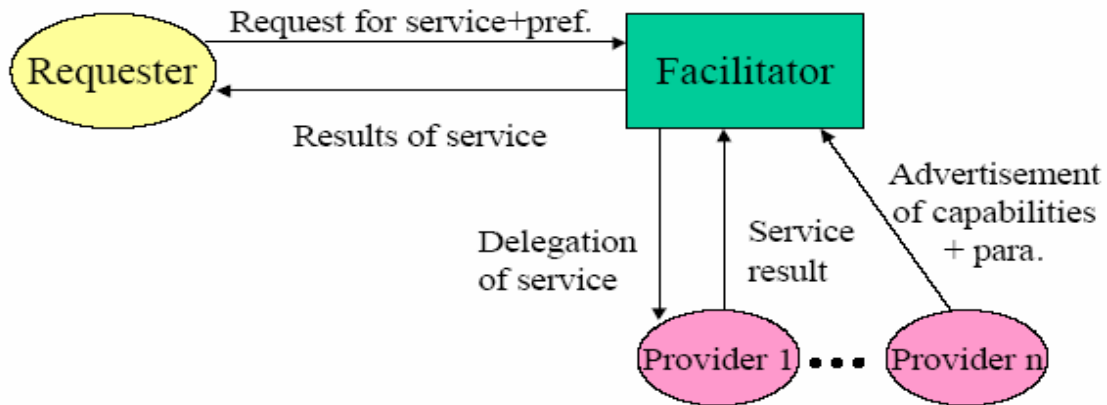 Request for service+pref.
Requester
Facilitator
Results of service
Advertisement
of capabilities
+ para.
Delegation
of service
Service
result
Provider 1
Provider n